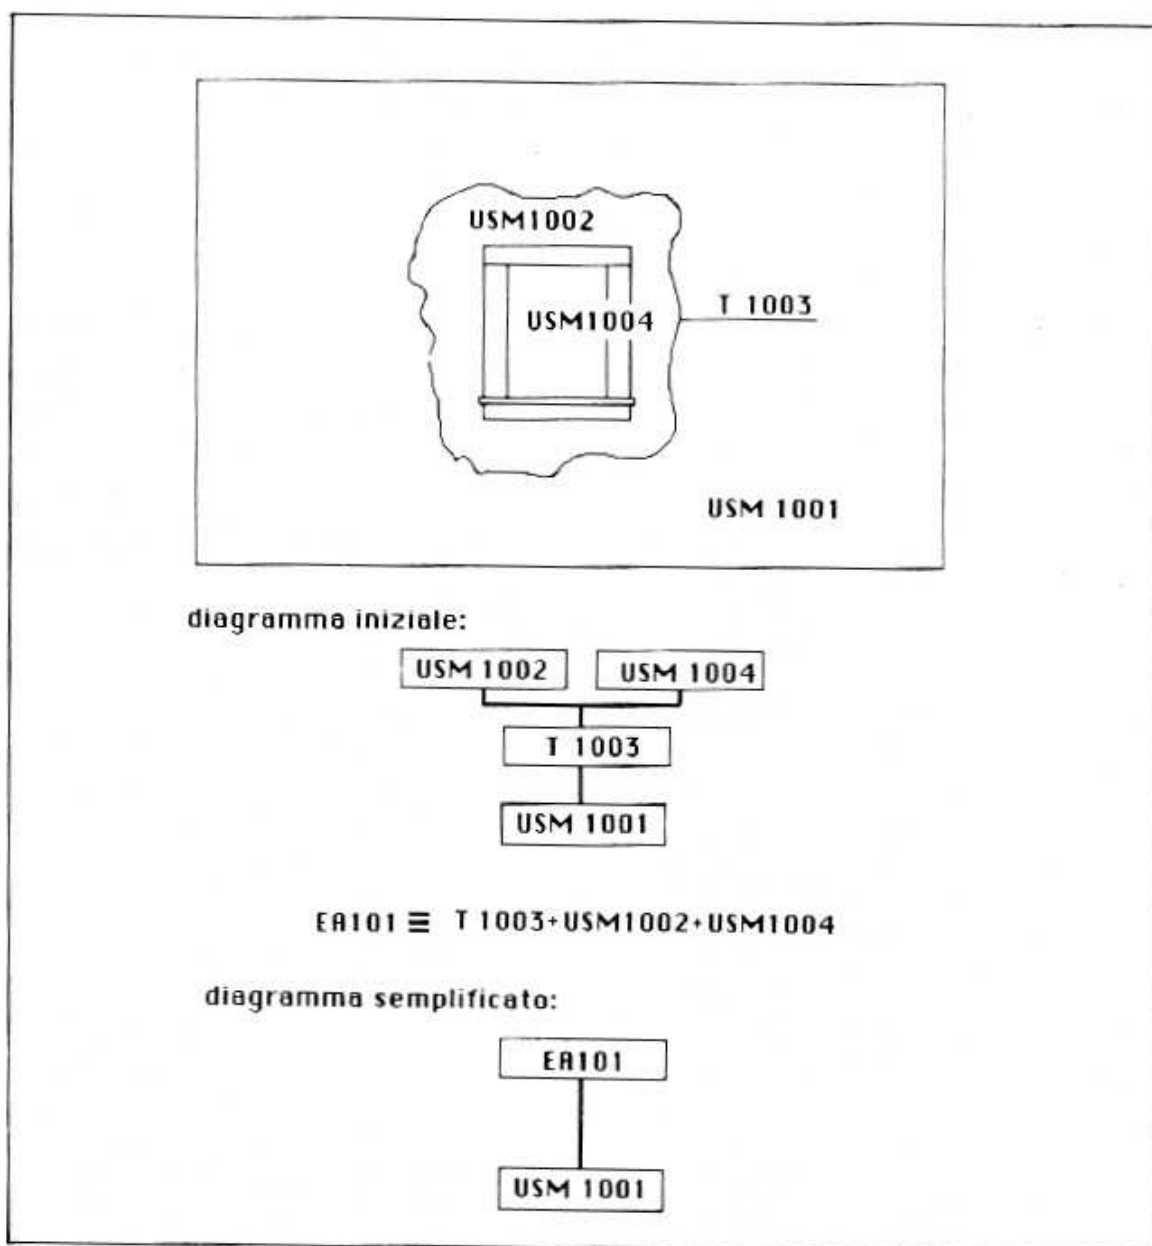 USM1002
USM1004
T 1003
USM 1001
diagramma iniziale:
USM 1002
USM 1004
T 1003
USM 1001
EA101 ≡ T 1003+USM1002+USM1004
diagramma semplificato:
EA101
USM 1001